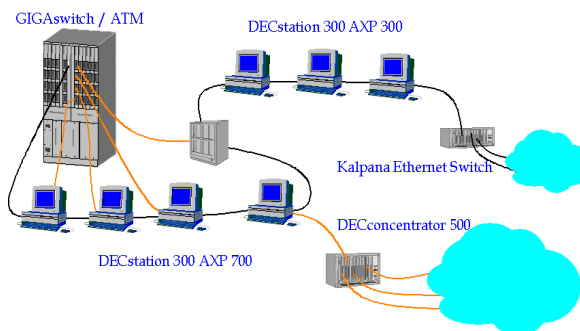 GIGAswitch / ATM
DECstation 300 AXP 300
Kalpana Ethernet Switch
DECconcentrator 500
DECstation 300 AXP 700